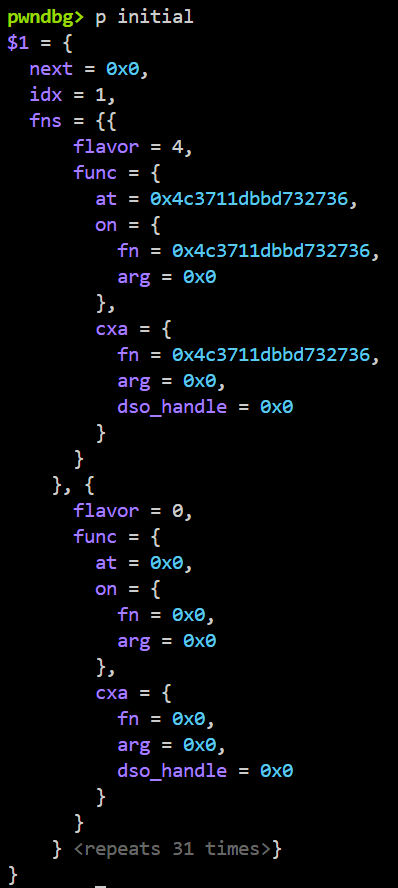 pwndbg> p initial
$1 = {
  next = 0x0,
  idx = 1,
  fns = {{
      flavor = 4,
      func = {
        at = 0x4c3711dbbd732736,
        on = {
          fn = 0x4c3711dbbd732736,
          arg = 0x0
        },
        cxa = {
          fn = 0x4c3711dbbd732736,
          arg = 0x0,
          dso_handle = 0x0
        }
      }
    }, {
      flavor = 0,
      func = {
        at = 0x0,
        on = {
          fn = 0x0,
          arg = 0x0
        },
        cxa = {
          fn = 0x0,
          arg = 0x0,
          dso_handle = 0x0
        }
      }
    } <repeats 31 times>}
}